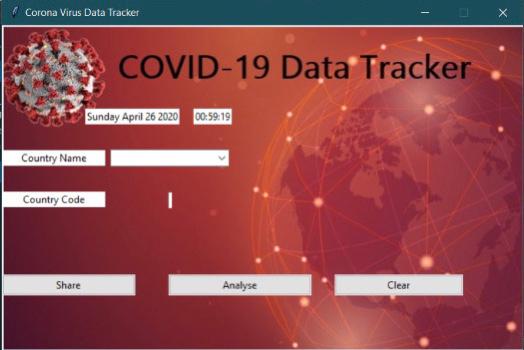 Corona Virus Data Tracker
COVID-19 Data Tracker
Sunday April 26 2020 00:59:19
Country Name
Country Code
Share Analyse Clear